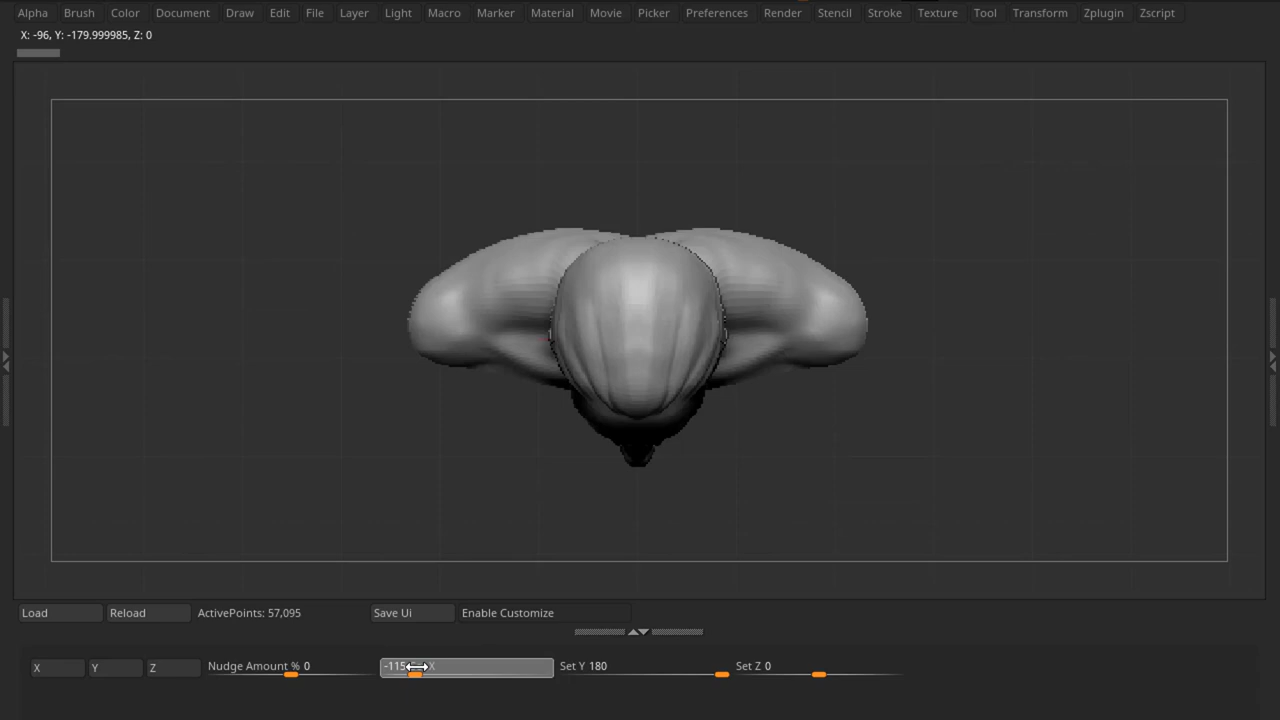 Alpha Brush Color Document Draw Edit File Layer Light Macro Marker Material Movie Picker Preferences Render Stencil Stroke Texture Tool Transform Zplugin Zscript
X: -96, Y: -179.999985, Z: 0
Load Reload ActivePoints: 57,095 Save Ui Enable Customize
X Y Z Nudge Amount % 0 -115 X Set Y 180 Set Z 0